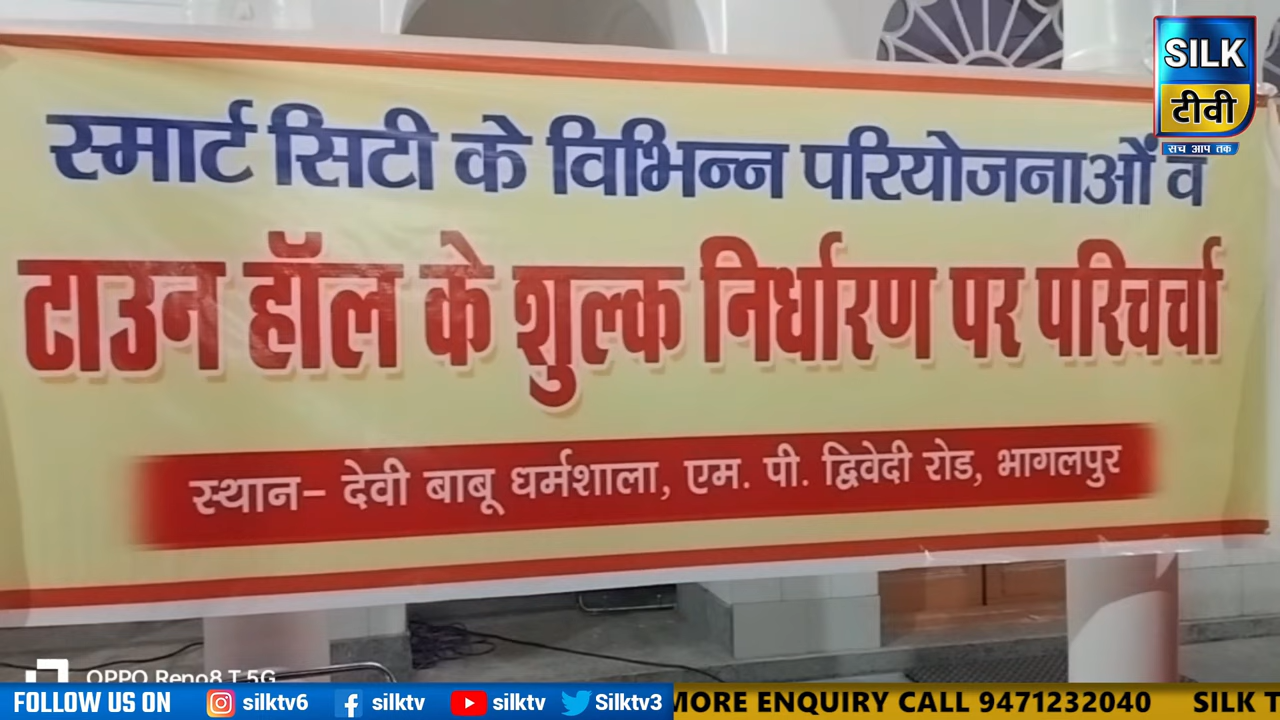 SILK
टीवी
सच आप तक
स्मार्ट सिटी के विभिन्न परियोजनाओं व
टाउन हॉल के शुल्क निर्धारण पर परिचर्चा
स्थान- देवी बाबू धर्मशाला, एम. पी. द्विवेदी रोड, भागलपुर
OPPO Reno8 T 5G
FOLLOW US ON silktv6 silktv silktv Silktv3 MORE ENQUIRY CALL 9471232040 SILK T